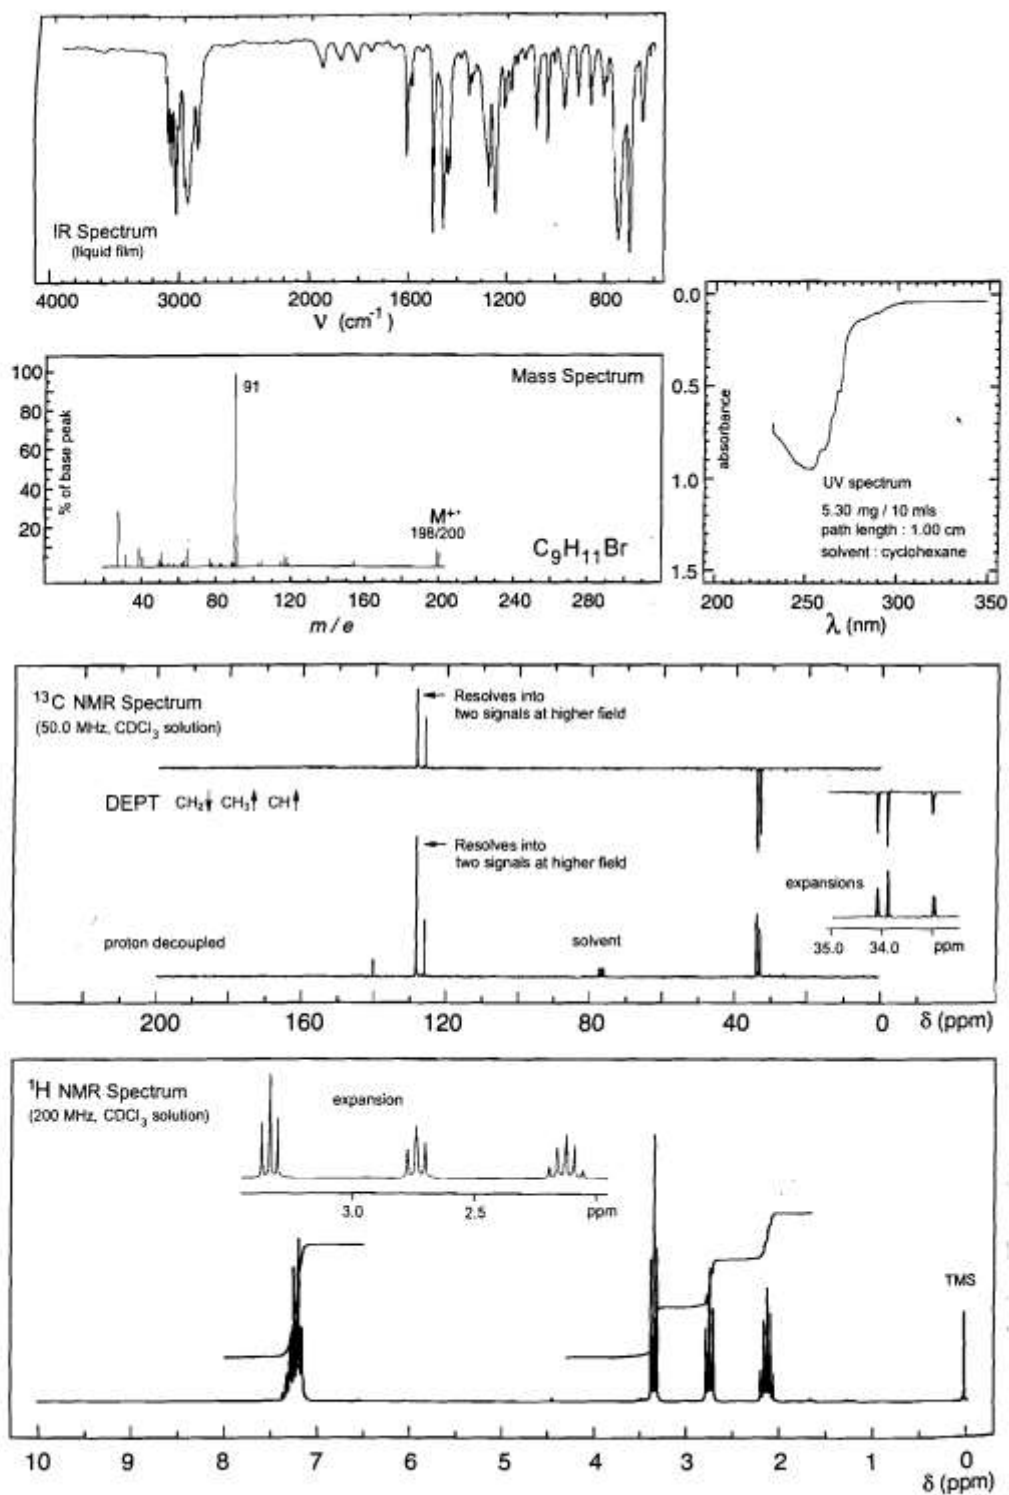 IR Spectrum
(liquid film)
4000 3000 2000 1600 1200 800
V (cm⁻¹)
100
80
60
40
20
% of base peak
91
Mass Spectrum
M⁺·
198/200
C₉H₁₁Br
40 80 120 160 200 240 280
m / e
0.0
0.5
1.0
1.5
absorbance
UV spectrum
5.30 mg / 10 mls
path length : 1.00 cm
solvent : cyclohexane
200 250 300 350
λ (nm)
¹³C NMR Spectrum
(50.0 MHz, CDCl₃ solution)
Resolves into
two signals at higher field
DEPT CH₂↓ CH₃↑ CH↑
Resolves into
two signals at higher field
expansions
proton decoupled
solvent
35.0 34.0 ppm
200 160 120 80 40 0 δ (ppm)
¹H NMR Spectrum
(200 MHz, CDCl₃ solution)
expansion
3.0 2.5 ppm
TMS
10 9 8 7 6 5 4 3 2 1 0
δ (ppm)